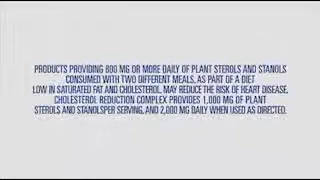 PRODUCTS PROVIDING 800 MG OR MORE DAILY OF PLANT STEROLS AND STANOLS
CONSUMED WITH TWO DIFFERENT MEALS, AS PART OF A DIET
LOW IN SATURATED FAT AND CHOLESTEROL, MAY REDUCE THE RISK OF HEART DISEASE.
CHOLESTEROL REDUCTION COMPLEX PROVIDES 1,000 MG OF PLANT
STEROLS AND STANOLSPER SERVING, AND 2,000 MG DAILY WHEN USED AS DIRECTED.